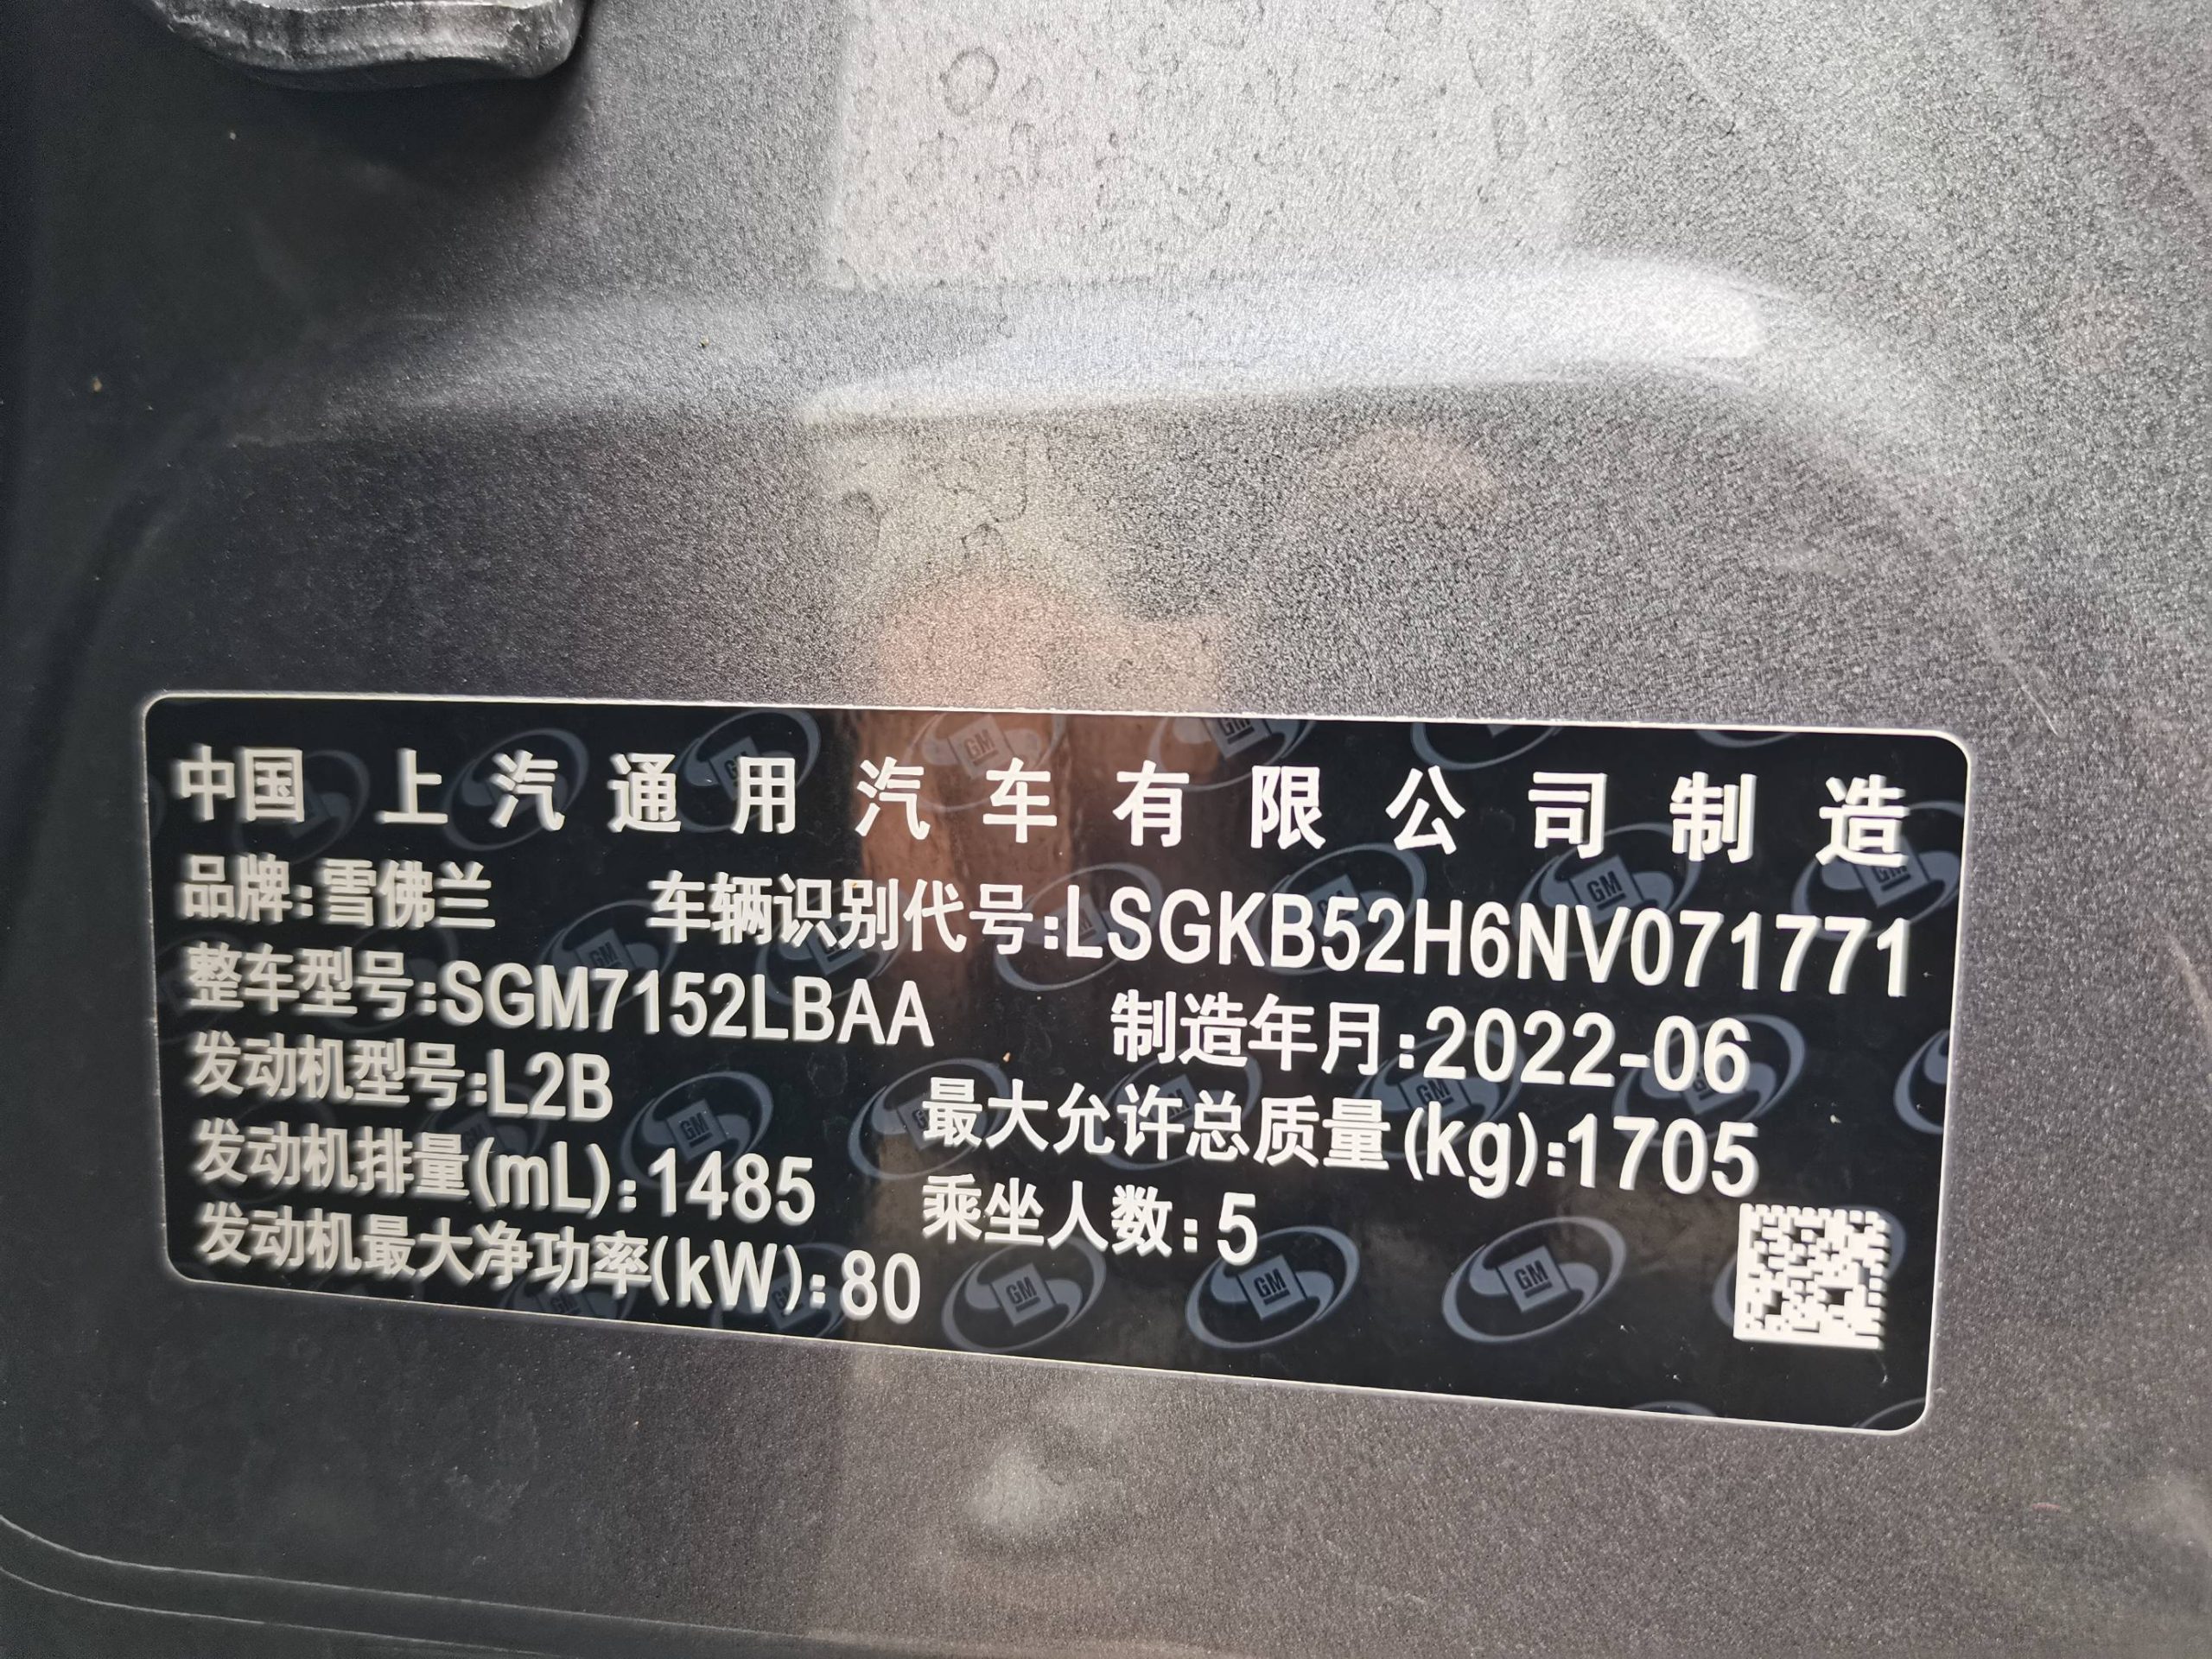 中国 上汽通用汽车有限公司制造
品牌:雪佛兰 车辆识别代号:LSGKB52H6NV071771
整车型号:SGM7152LBAA 制造年月:2022-06
发动机型号:L2B 最大允许总质量(kg):1705
发动机排量(mL):1485 乘坐人数:5
发动机最大净功率(kW):80